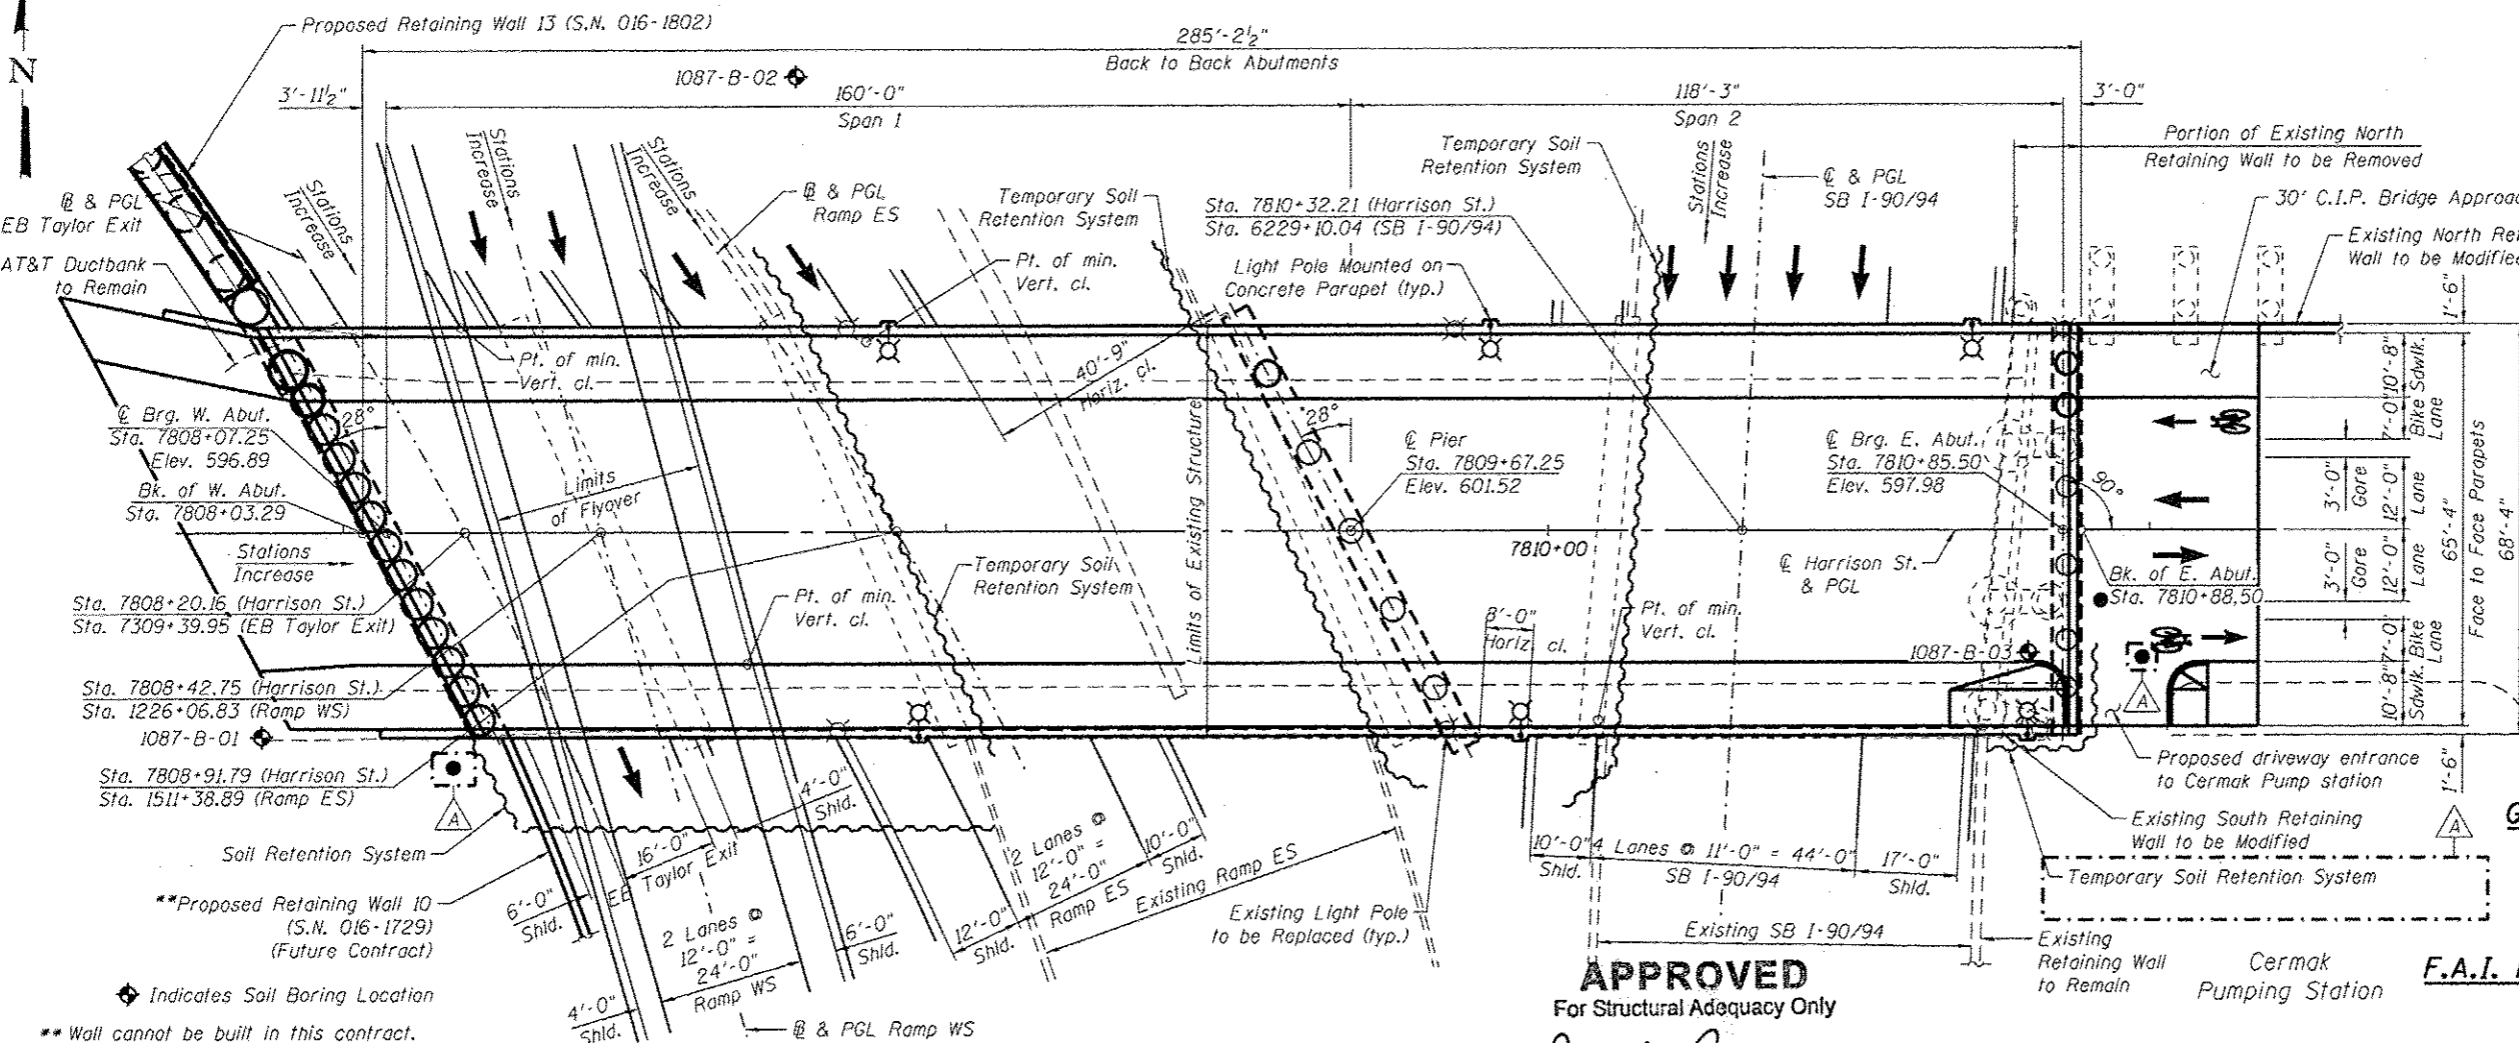 Proposed Retaining Wall 13 (S.N. 016-1802)
N
285'-2½"
Back to Back Abutments
1087-B-02
3'-11½"
160'-0"
Span 1
118'-3"
Span 2
3'-0"
Stations
Increase
Stations
Increase
Stations
Increase
Stations
Increase
℄ & PGL
Ramp ES
Temporary Soil
Retention System
Temporary Soil
Retention System
℄ & PGL
SB I-90/94
Portion of Existing North
Retaining Wall to be Removed
30' C.I.P. Bridge
Existing North
Wall to be
& PGL
EB Taylor Exit
AT&T Ductbank
to Remain
Pt. of min.
Vert. cl.
Sta. 7810+32.21 (Harrison St.)
Sta. 6229+10.04 (SB I-90/94)
Light Pole Mounted on
Concrete Parapet (typ.)
Pt. of min.
Vert. cl.
40'-9"
Horiz. cl.
28°
28°
℄ Brg. W. Abut.
Sta. 7808+07.25
Elev. 596.89
Bk. of W. Abut.
Sta. 7808+03.29
Limits
of Flyover
Limits of Existing Structure
℄ Pier
Sta. 7809+67.25
Elev. 601.52
℄ Brg. E. Abut.
Sta. 7810+85.50
Elev. 597.98
90°
1'-6"
10'-8"
Sdwlk.
7'-0"
Bike
Lane
3'-0"
Gore
12'-0"
Lane
3'-0"
Gore
12'-0"
Lane
7'-0"
Bike
Lane
10'-8"
Sdwlk.
1'-6"
65'-4"
Face to Face Parapets
68'-4"
Stations
Increase
7810+00
℄ Harrison St.
& PGL
Temporary Soil
Retention System
Bk. of E. Abut.
Sta. 7810+88.50
Sta. 7808+20.16 (Harrison St.)
Sta. 7309+39.95 (EB Taylor Exit)
Pt. of min.
Vert. cl.
8'-0"
Horiz. cl.
Pt. of min.
Vert. cl.
1087-B-03
Sta. 7808+42.75 (Harrison St.)
Sta. 1226+06.83 (Ramp WS)
1087-B-01
A
Sta. 7808+91.79 (Harrison St.)
Sta. 1511+38.89 (Ramp ES)
A
Proposed driveway entrance
to Cermak Pump station
Existing South Retaining
Wall to be Modified
A
Temporary Soil Retention System
Soil Retention System
**Proposed Retaining Wall 10
(S.N. 016-1729)
(Future Contract)
6'-0"
Shld.
16'-0"
EB Taylor Exit
4'-0"
Shld.
4'-0"
Shld.
2 Lanes @
12'-0" =
24'-0"
Ramp WS
6'-0"
Shld.
12'-0"
Shld.
2 Lanes @
12'-0" =
24'-0"
Ramp ES
10'-0"
Shld.
Existing Ramp ES
Existing Light Pole
to be Replaced (typ.)
10'-0"
Shld.
4 Lanes @ 11'-0" = 44'-0"
SB I-90/94
17'-0"
Shld.
Existing SB I-90/94
Existing
Retaining Wall
to Remain
Cermak
Pumping Station
F.A.I.
& PGL Ramp WS
Indicates Soil Boring Location
** Wall cannot be built in this contract.
APPROVED
For Structural Adequacy Only